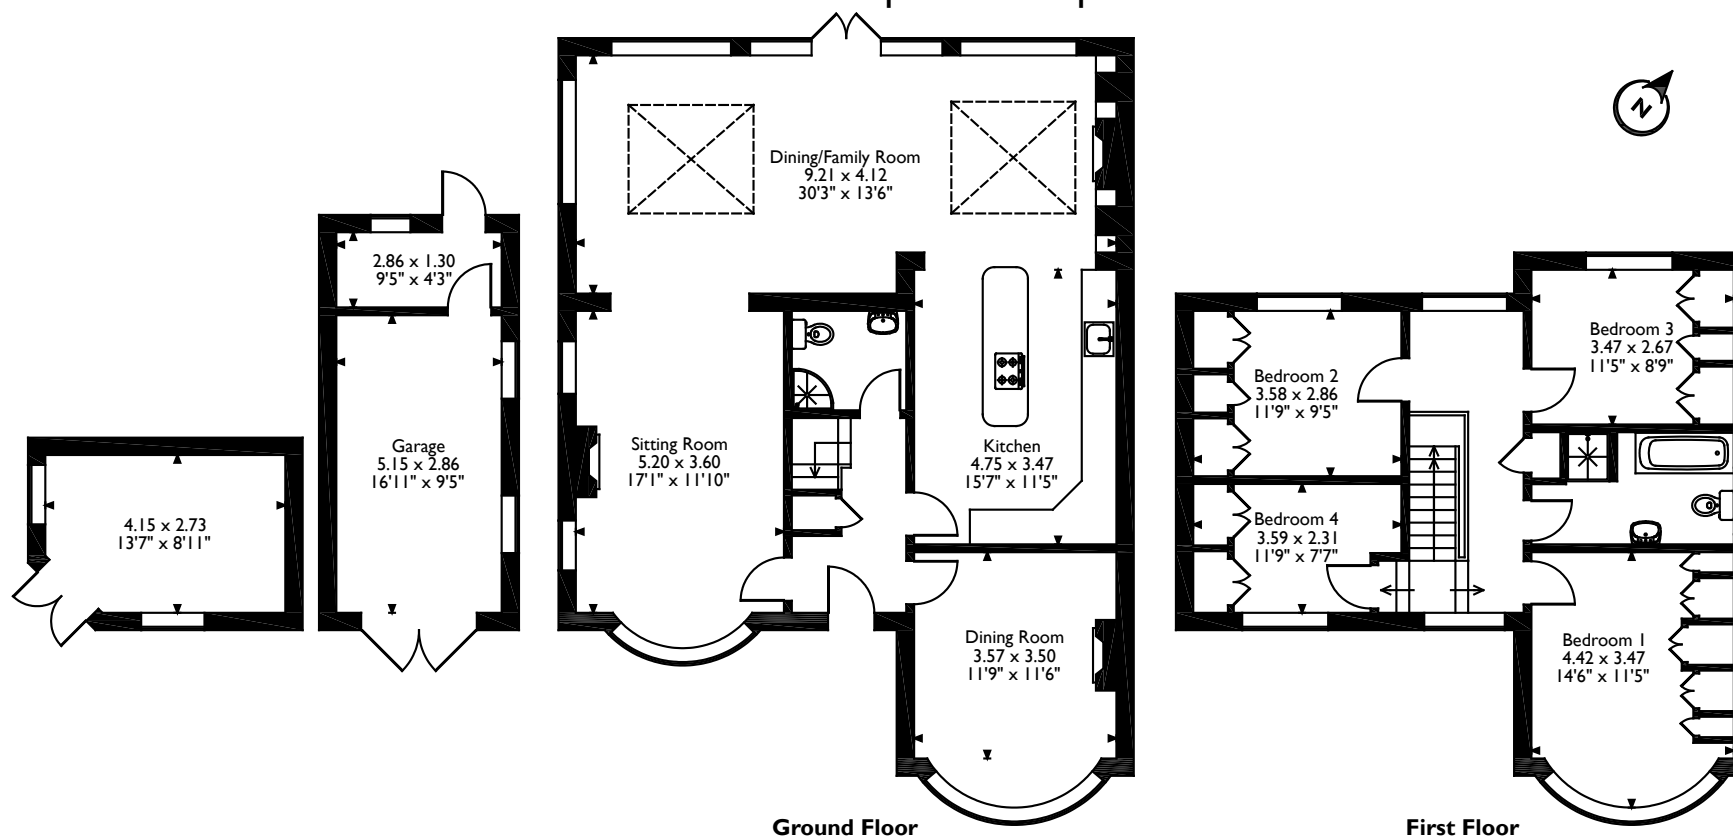 N
Dining/Family Room
9.21 x 4.12
30'3" x 13'6"
2.86 x 1.30
9'5" x 4'3"
Garage
5.15 x 2.86
16'11" x 9'5"
4.15 x 2.73
13'7" x 8'11"
Sitting Room
5.20 x 3.60
17'1" x 11'10"
Kitchen
4.75 x 3.47
15'7" x 11'5"
Dining Room
3.57 x 3.50
11'9" x 11'6"
Ground Floor
Bedroom 3
3.47 x 2.67
11'5" x 8'9"
Bedroom 2
3.58 x 2.86
11'9" x 9'5"
Bedroom 4
3.59 x 2.31
11'9" x 7'7"
Bedroom 1
4.42 x 3.47
14'6" x 11'5"
First Floor